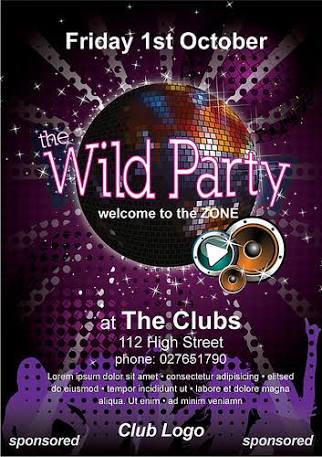 Friday 1st October
the
Wild Party
welcome to the ZONE
at The Clubs
112 High Street
phone: 027651790
Lorem ipsum dolor sit amet • consectetur adipisicing • elitsed
do eiusmod • tempor incididunt ut • labore et dolore magna
aliqua. Ut enim • ad minim veniamn
Club Logo
sponsored
sponsored